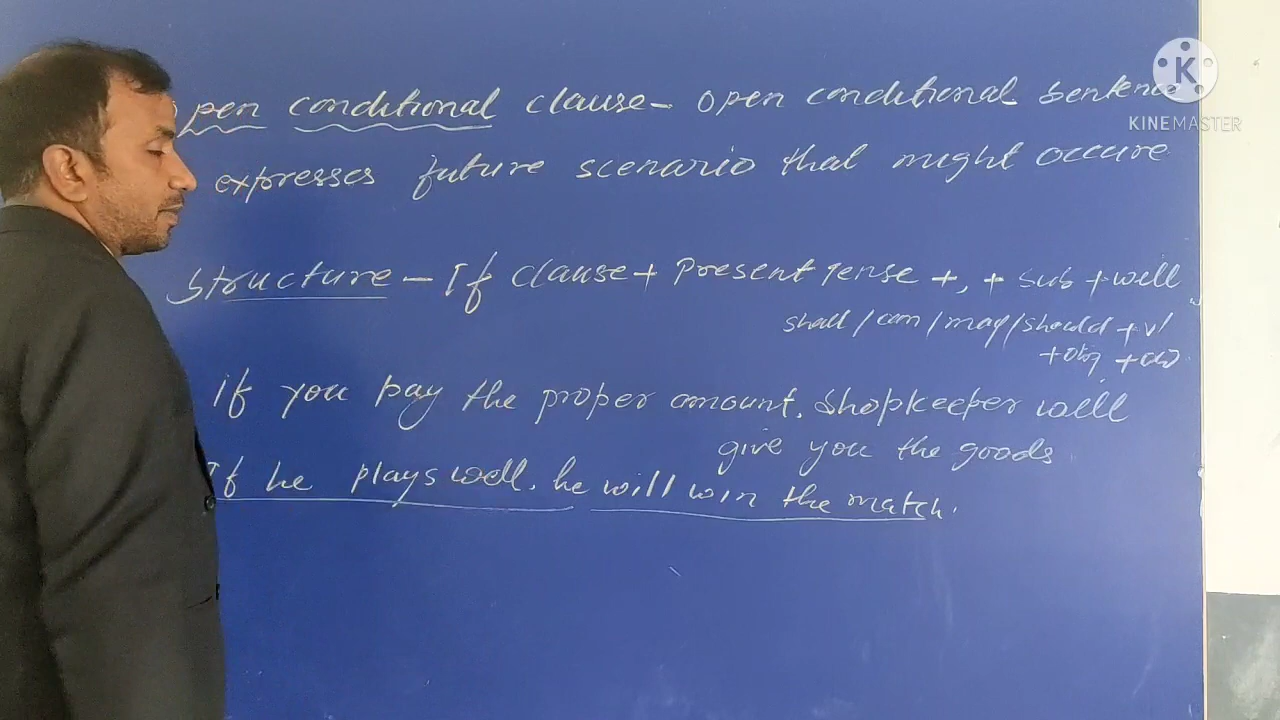 Open conditional clause - open conditional sentence
expresses future scenario that might occure
Structure - If clause + present Tense + , + sub + will
shall / can / may / should + v1
+ obj +
If you pay the proper amount, shopkeeper will
give you the goods
If he plays well, he will win the match.
K
KINEMASTER